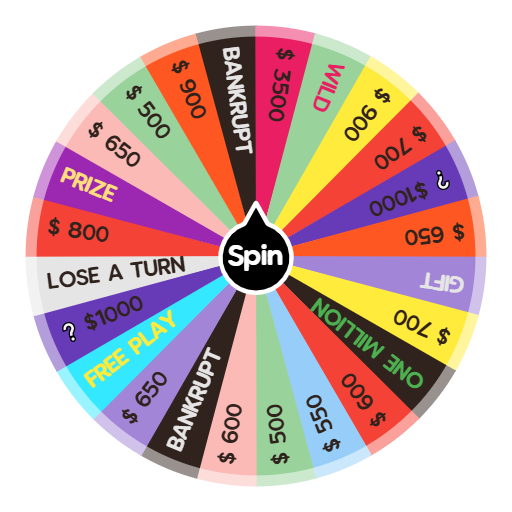 $ 3500
WILD
$ 900
$ 700
? $1000
$ 650
GIFT
$ 700
ONE MILLION
$ 600
$ 550
$ 500
$ 600
BANKRUPT
$ 650
FREE PLAY
? $1000
LOSE A TURN
$ 800
PRIZE
$ 650
$ 500
$ 900
BANKRUPT
Spin